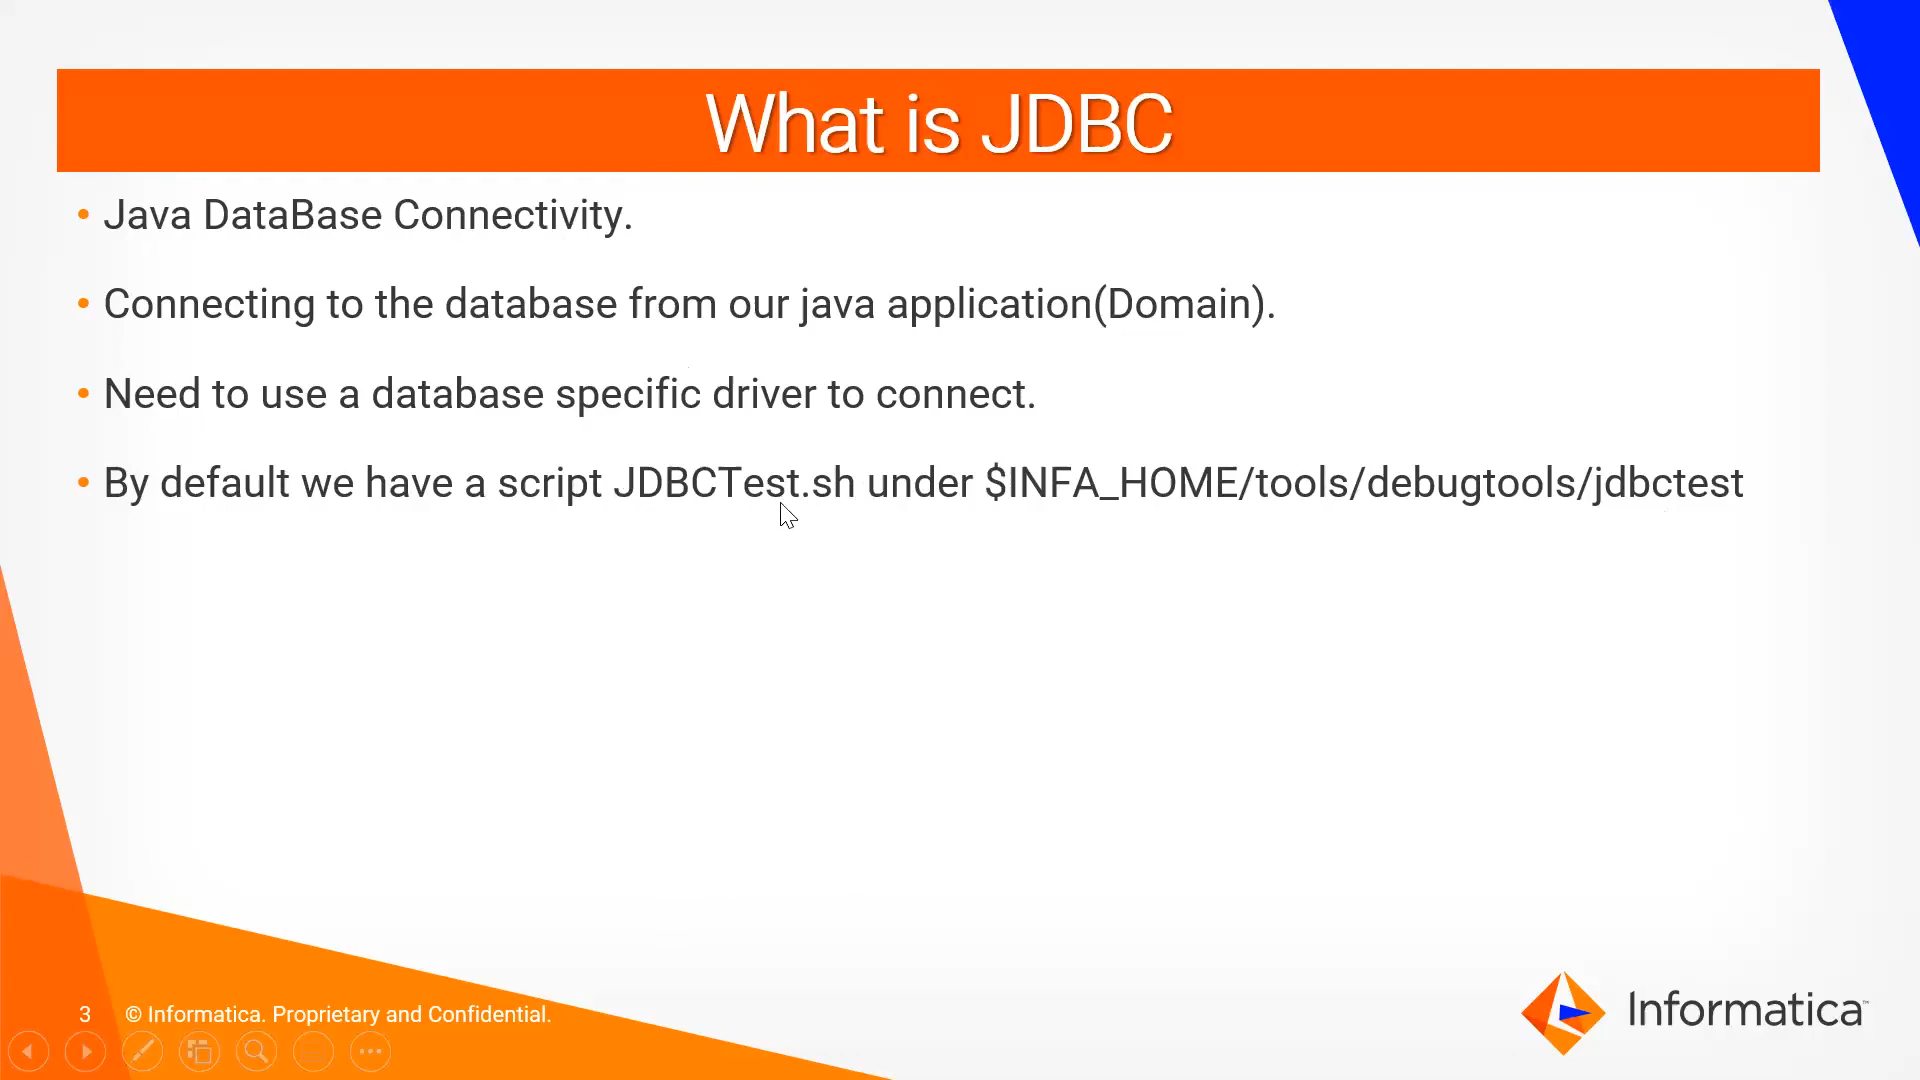 What is JDBC
• Java DataBase Connectivity.
• Connecting to the database from our java application(Domain).
• Need to use a database specific driver to connect.
• By default we have a script JDBCTest.sh under $INFA_HOME/tools/debugtools/jdbctest
3 © Informatica. Proprietary and Confidential.
Informatica™